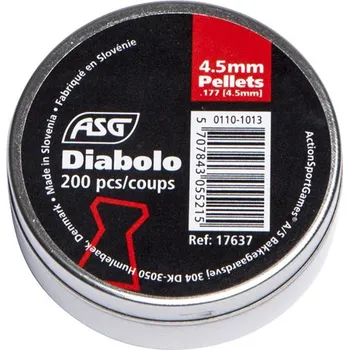 4.5mm
Pellets
.177 [4.5mm]
ASG
Diabolo
200 pcs/coups
0110-1013
5 707843 055215
Ref: 17637
ActionSportGames® A/S Bakkegaardsvej 304 DK-3050 Humlebaek, Denmark • Made in Slovenia • Fabriqué en Slovénie